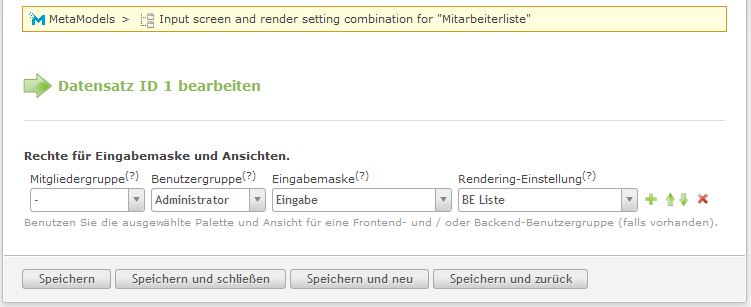 MetaModels > Input screen and render setting combination for "Mitarbeiterliste"
Datensatz ID 1 bearbeiten
Rechte für Eingabemaske und Ansichten.
Mitgliedergruppe(?) Benutzergruppe(?) Eingabemaske(?) Rendering-Einstellung(?)
- Administrator Eingabe BE Liste
Benutzen Sie die ausgewählte Palette und Ansicht für eine Frontend- und / oder Backend-Benutzergruppe (falls vorhanden).
Speichern Speichern und schließen Speichern und neu Speichern und zurück